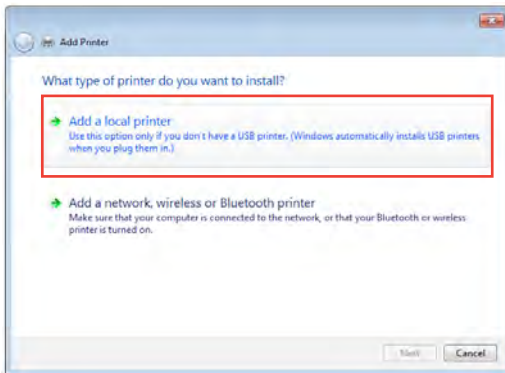 Add Printer
What type of printer do you want to install?
Add a local printer
Use this option only if you don't have a USB printer. (Windows automatically installs USB printers
when you plug them in.)
Add a network, wireless or Bluetooth printer
Make sure that your computer is connected to the network, or that your Bluetooth or wireless
printer is turned on.
Next Cancel